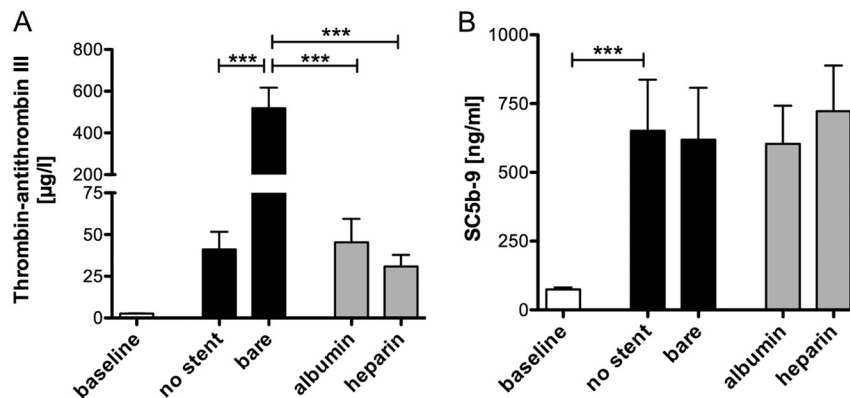 A
Thrombin-antithrombin III
[µg/l]
800
600
400
200
75
50
25
0
***
***
***
baseline
no stent
bare
albumin
heparin
B
SC5b-9 [ng/ml]
1000
750
500
250
0
***
baseline
no stent
bare
albumin
heparin